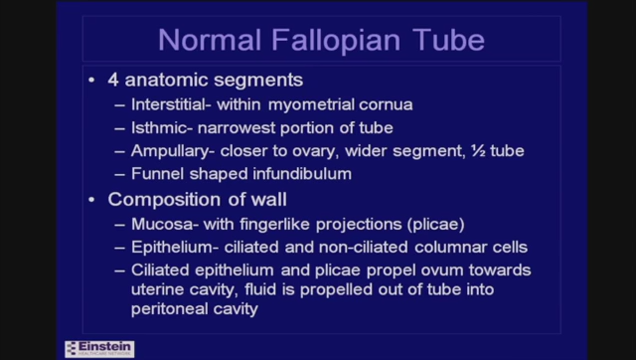 Normal Fallopian Tube
• 4 anatomic segments
– Interstitial- within myometrial cornua
– Isthmic- narrowest portion of tube
– Ampullary- closer to ovary, wider segment, ½ tube
– Funnel shaped infundibulum
• Composition of wall
– Mucosa- with fingerlike projections (plicae)
– Epithelium- ciliated and non-ciliated columnar cells
– Ciliated epithelium and plicae propel ovum towards
uterine cavity, fluid is propelled out of tube into
peritoneal cavity
Einstein
HEALTHCARE NETWORK